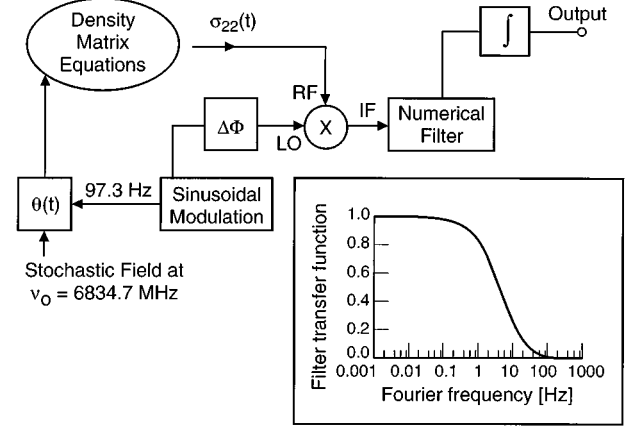 Density
Matrix
Equations
σ22(t)
Output
∫
RF
IF
ΔΦ
LO
X
Numerical
Filter
θ(t)
97.3 Hz
Sinusoidal
Modulation
Stochastic Field at
νo = 6834.7 MHz
Filter transfer function
1.0
0.8
0.6
0.4
0.2
0.0
0.001 0.01 0.1 1 10 100 1000
Fourier frequency [Hz]